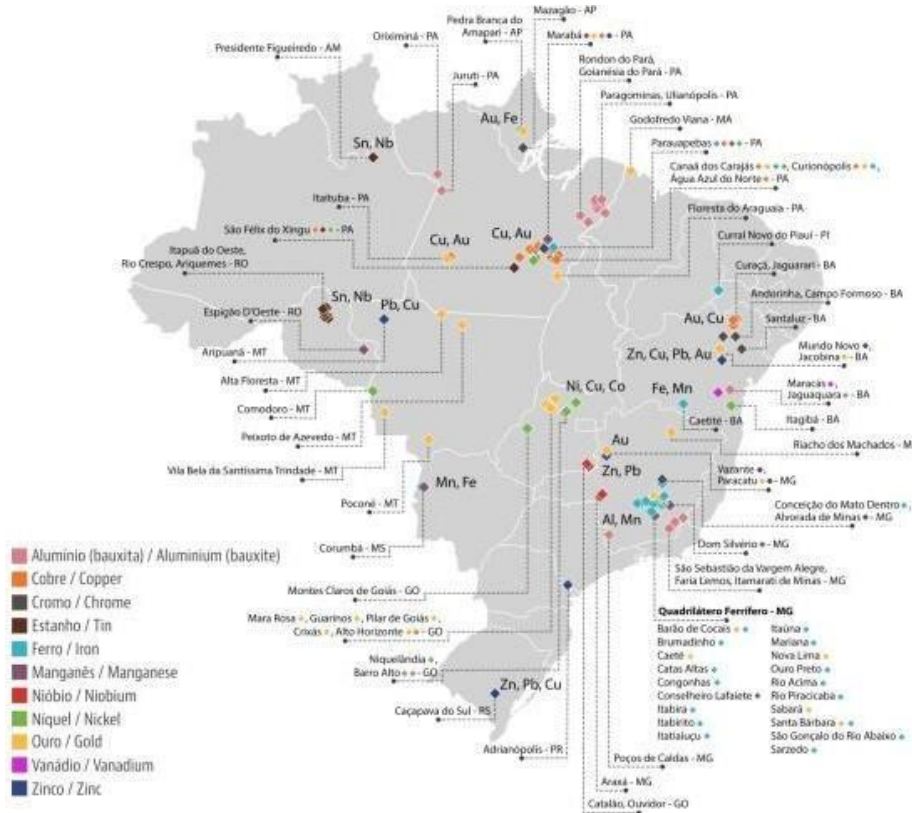 Mazagão - AP
Pedra Branca do
Amapari - AP
Oriximiná - PA
Marabá - PA
Presidente Figueiredo - AM
Rondon do Pará,
Goianésia do Pará - PA
Juruti - PA
Paragominas, Ulianópolis - PA
Au, Fe
Godofredo Viana - MA
Sn, Nb
Parauapebas - PA
Canaã dos Carajás, Curionópolis,
Água Azul do Norte - PA
Itaituba - PA
Floresta do Araguaia - PA
São Félix do Xingu - PA
Cu, Au
Cu, Au
Curral Novo do Piauí - PI
Itapuã do Oeste,
Rio Crespo, Ariquemes - RO
Curaçá, Jaguarari - BA
Sn, Nb
Pb, Cu
Andorinha, Campo Formoso - BA
Espigão D'Oeste - RO
Au, Cu
Santaluz - BA
Zn, Cu, Pb, Au
Mundo Novo,
Jacobina - BA
Aripuanã - MT
Alta Floresta - MT
Ni, Cu, Co
Fe, Mn
Maracás,
Jaguaquara - BA
Comodoro - MT
Caetité - BA
Itagibá - BA
Peixoto de Azevedo - MT
Riacho dos Machados - M
Au
Vila Bela da Santíssima Trindade - MT
Zn, Pb
Vazante,
Paracatu - MG
Mn, Fe
Poconé - MT
Conceição do Mato Dentro,
Alvorada de Minas - MG
Al, Mn
Corumbá - MS
Dom Silvério - MG
São Sebastião da Vargem Alegre,
Faria Lemos, Itamarati de Minas - MG
Montes Claros de Goiás - GO
Mara Rosa, Guarinos, Pilar de Goiás,
Crixás, Alto Horizonte - GO
Niquelândia,
Barro Alto - GO
Zn, Pb, Cu
Caçapava do Sul - RS
Adrianópolis - PR
Quadrilátero Ferrífero - MG
Barão de Cocais
Brumadinho
Caeté
Catas Altas
Congonhas
Conselheiro Lafaiete
Itabira
Itabirito
Itatiaiuçu
Itaúna
Mariana
Nova Lima
Ouro Preto
Rio Acima
Rio Piracicaba
Sabará
Santa Bárbara
São Gonçalo do Rio Abaixo
Sarzedo
Poços de Caldas - MG
Araxá - MG
Catalão, Ouvidor - GO
Alumínio (bauxita) / Aluminium (bauxite)
Cobre / Copper
Cromo / Chrome
Estanho / Tin
Ferro / Iron
Manganês / Manganese
Nióbio / Niobium
Níquel / Nickel
Ouro / Gold
Vanádio / Vanadium
Zinco / Zinc